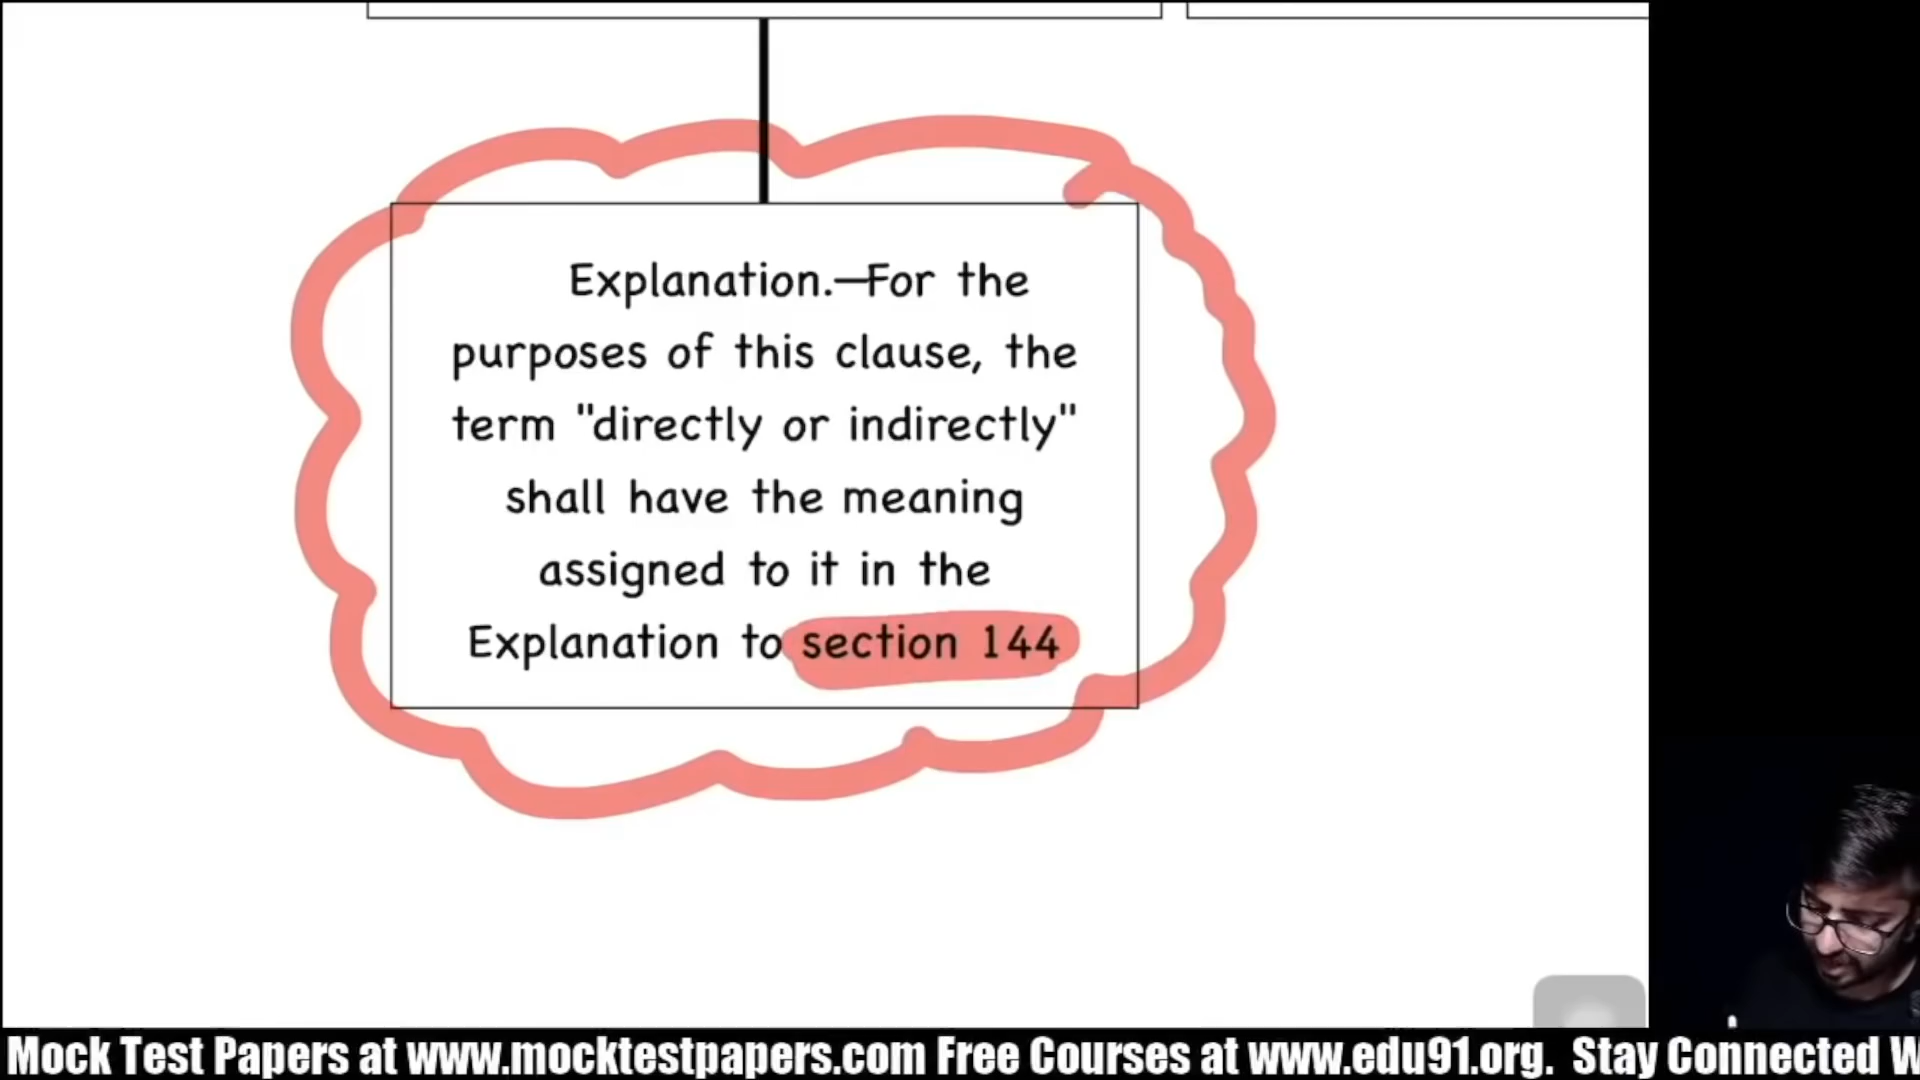 Explanation.—For the
purposes of this clause, the
term "directly or indirectly"
shall have the meaning
assigned to it in the
Explanation to section 144
Mock Test Papers at www.mocktestpapers.com Free Courses at www.edu91.org. Stay Connected W